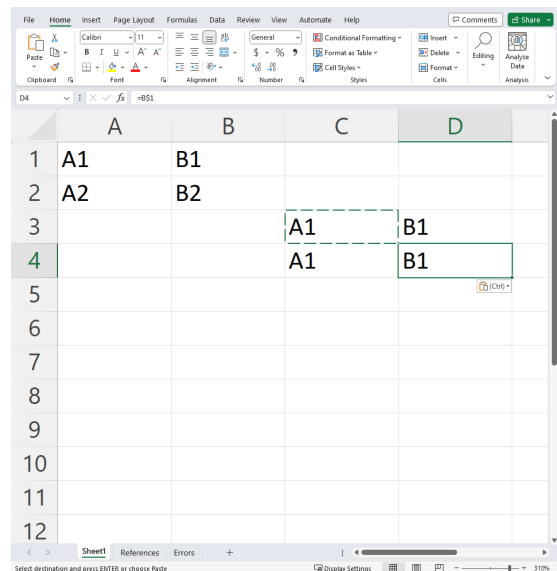 File Home Insert Page Layout Formulas Data Review View Automate Help Comments Share
Paste
Calibri 11
B I U A^ A˅
A
ab
General
$ % 9
Conditional Formatting
Format as Table
Cell Styles
Insert
Delete
Format
Editing
Analyze
Data
Clipboard Font Alignment Number Styles Cells Analysis
D4 fx =B$1
A B C D
1 A1 B1
2 A2 B2
3 A1 B1
4 A1 B1
(Ctrl)
5
6
7
8
9
10
11
12
Sheet1 References Errors +
Select destination and press ENTER or choose Paste Display Settings - + 310%